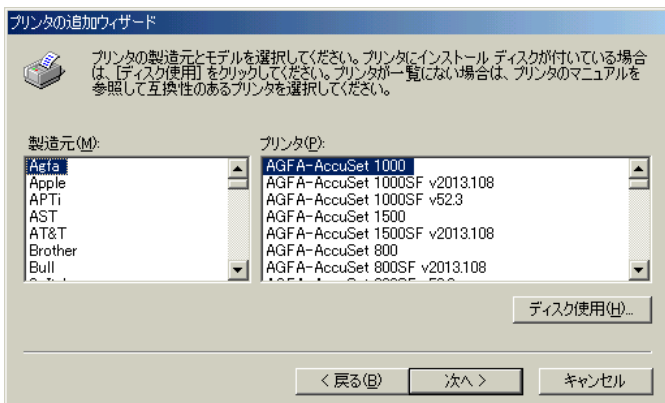 プリンタの追加ウィザード
プリンタの製造元とモデルを選択してください。プリンタにインストール ディスクが付いている場合
は、[ディスク使用] をクリックしてください。プリンタが一覧にない場合は、プリンタのマニュアルを
参照して互換性のあるプリンタを選択してください。
製造元(M):
プリンタ(P):
Agfa
Apple
APTi
AST
AT&T
Brother
Bull
AGFA-AccuSet 1000
AGFA-AccuSet 1000SF v2013.108
AGFA-AccuSet 1000SF v52.3
AGFA-AccuSet 1500
AGFA-AccuSet 1500SF v2013.108
AGFA-AccuSet 800
AGFA-AccuSet 800SF v2013.108
ディスク使用(H)...
< 戻る(B)
次へ >
キャンセル